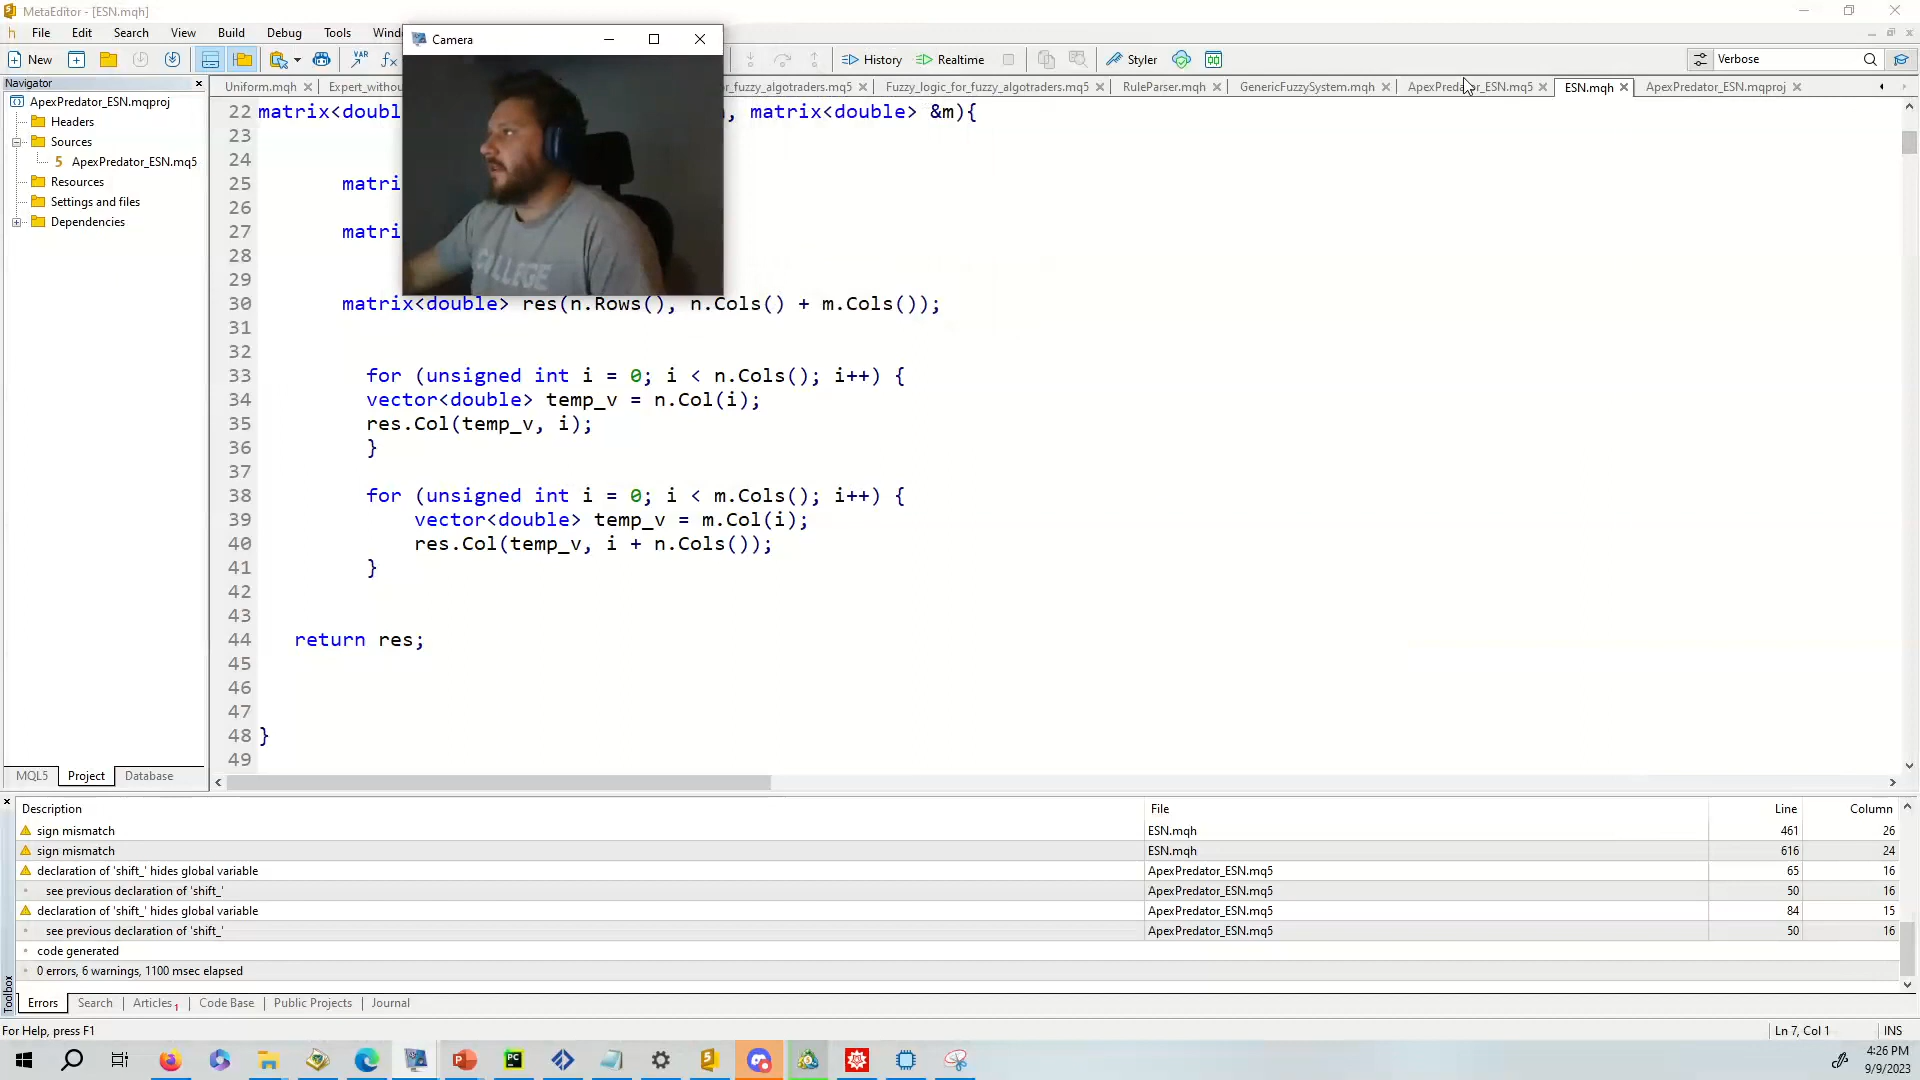 MetaEditor - [ESN.mqh]
File Edit Search View Build Debug Tools
New History Realtime Styler Verbose
Camera
Navigator
ApexPredator_ESN.mqproj
Headers
Sources
ApexPredator_ESN.mq5
Resources
Settings and files
Dependencies
MQL5 Project Database
Uniform.mqh
Fuzzy_logic_for_fuzzy_algotraders.mq5 RuleParser.mqh GenericFuzzySystem.mqh ApexPredator_ESN.mq5 ESN.mqh ApexPredator_ESN.mqproj
22 , matrix<double> &m){
23
24
25
26
27
28
29
30 matrix<double> res(n.Rows(), n.Cols() + m.Cols());
31
32
33 for (unsigned int i = 0; i < n.Cols(); i++) {
34 vector<double> temp_v = n.Col(i);
35 res.Col(temp_v, i);
36 }
37
38 for (unsigned int i = 0; i < m.Cols(); i++) {
39 vector<double> temp_v = m.Col(i);
40 res.Col(temp_v, i + n.Cols());
41 }
42
43
44 return res;
45
46
47
48 }
49
COLLEGE
Description File Line Column
sign mismatch ESN.mqh 461 26
sign mismatch ESN.mqh 616 24
declaration of 'shift_' hides global variable ApexPredator_ESN.mq5 65 16
see previous declaration of 'shift_' ApexPredator_ESN.mq5 50 16
declaration of 'shift_' hides global variable ApexPredator_ESN.mq5 84 15
see previous declaration of 'shift_' ApexPredator_ESN.mq5 50 16
code generated
0 errors, 6 warnings, 1100 msec elapsed
Toolbox
Errors Search Articles 1 Code Base Public Projects Journal
For Help, press F1 Ln 7, Col 1 INS
4:26 PM
9/9/2023